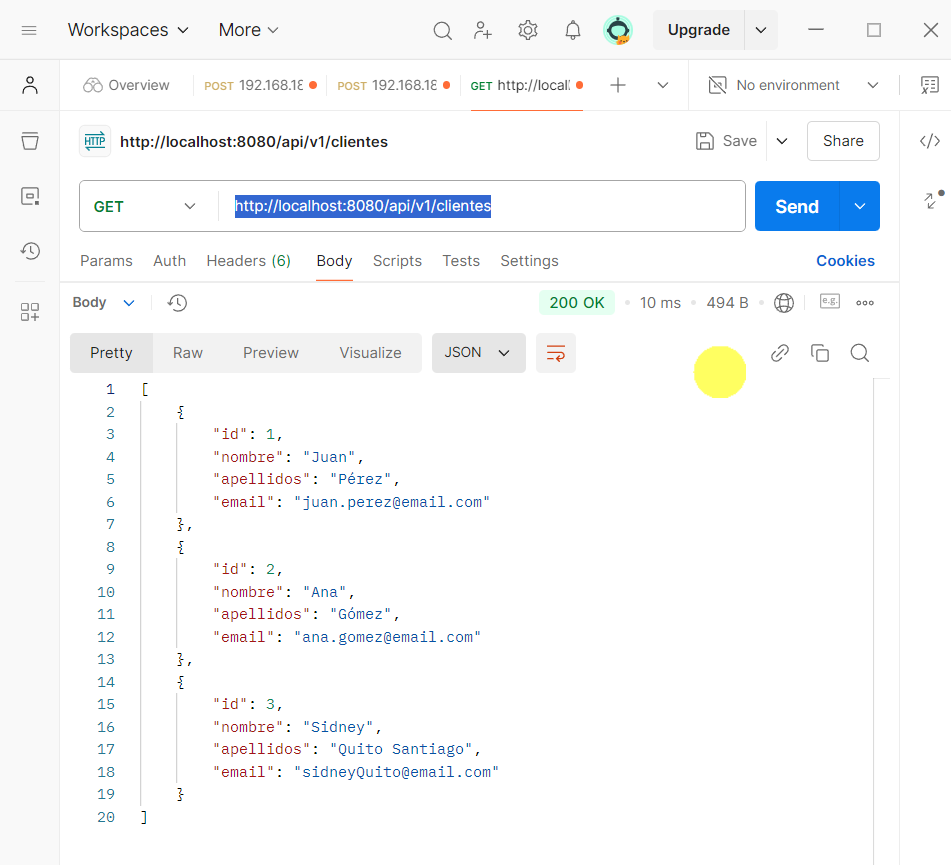 Workspaces More Upgrade
Overview POST 192.168.18 POST 192.168.18 GET http://local No environment
HTTP http://localhost:8080/api/v1/clientes Save Share
GET http://localhost:8080/api/v1/clientes Send
Params Auth Headers (6) Body Scripts Tests Settings Cookies
Body 200 OK 10 ms 494 B e.g.
Pretty Raw Preview Visualize JSON
1 [
2 {
3 "id": 1,
4 "nombre": "Juan",
5 "apellidos": "Pérez",
6 "email": "juan.perez@email.com"
7 },
8 {
9 "id": 2,
10 "nombre": "Ana",
11 "apellidos": "Gómez",
12 "email": "ana.gomez@email.com"
13 },
14 {
15 "id": 3,
16 "nombre": "Sidney",
17 "apellidos": "Quito Santiago",
18 "email": "sidneyQuito@email.com"
19 }
20 ]